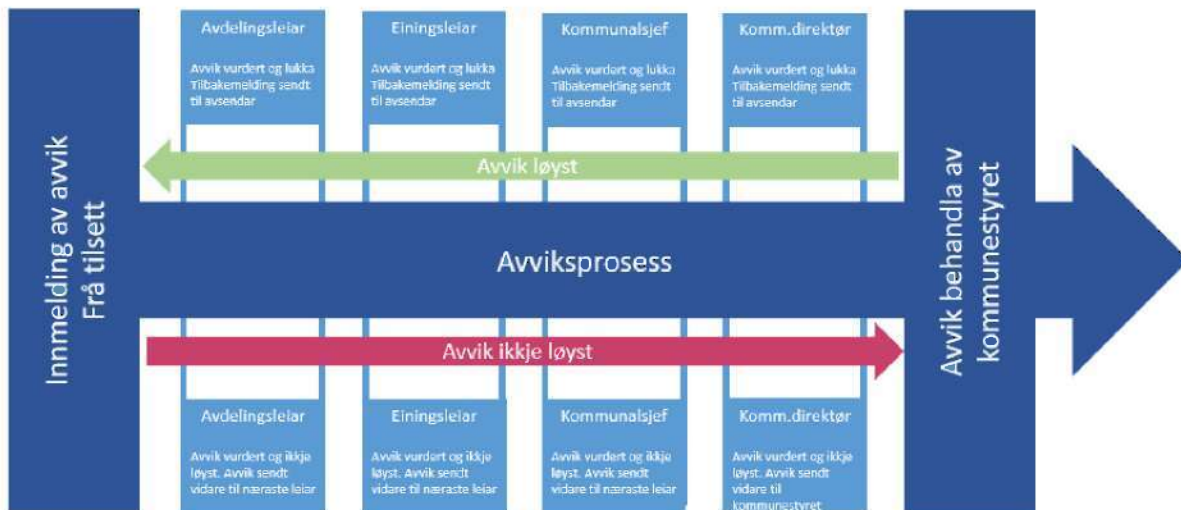 Innmelding av avvik
Frå tilsett
Avdelingsleiar
Avvik vurdert og lukka
Tilbakemelding sendt
til avsendar
Einingsleiar
Avvik vurdert og lukka
Tilbakemelding sendt
til avsendar
Kommunalsjef
Avvik vurdert og lukka
Tilbakemelding sendt
til avsendar
Komm.direktør
Avvik vurdert og lukka
Tilbakemelding sendt
til avsendar
Avvik løyst
Avviksprosess
Avvik ikkje løyst
Avdelingsleiar
Avvik vurdert og ikkje
løyst. Avvik sendt
vidare til næraste leiar
Einingsleiar
Avvik vurdert og ikkje
løyst. Avvik sendt
vidare til næraste leiar
Kommunalsjef
Avvik vurdert og ikkje
løyst. Avvik sendt
vidare til næraste leiar
Komm.direktør
Avvik vurdert og ikkje
løyst. Avvik sendt
vidare til
kommunestyret
Avvik behandla av
kommunestyret